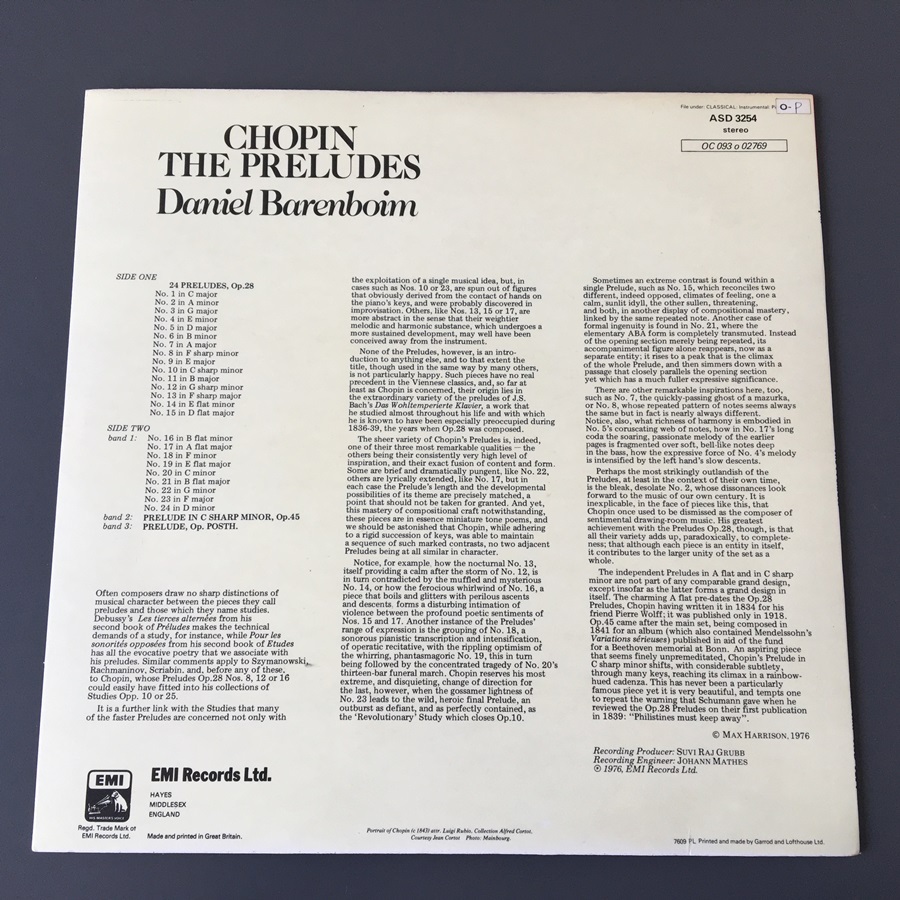 File under: CLASSICAL: Instrumental:
O- P
ASD 3254
stereo
OC 093 o 02769
CHOPIN
THE PRELUDES
Daniel Barenboim
SIDE ONE
24 PRELUDES, Op.28
No. 1 in C major
No. 2 in A minor
No. 3 in G major
No. 4 in E minor
No. 5 in D major
No. 6 in B minor
No. 7 in A major
No. 8 in F sharp minor
No. 9 in E major
No. 10 in C sharp minor
No. 11 in B major
No. 12 in G sharp minor
No. 13 in F sharp major
No. 14 in E flat minor
No. 15 in D flat major
SIDE TWO
band 1: No. 16 in B flat minor
No. 17 in A flat major
No. 18 in F minor
No. 19 in E flat major
No. 20 in C minor
No. 21 in B flat major
No. 22 in G minor
No. 23 in F major
No. 24 in D minor
band 2: PRELUDE IN C SHARP MINOR, Op.45
band 3: PRELUDE, Op. POSTH.
Often composers draw no sharp distinctions of
musical character between the pieces they call
preludes and those which they name studies.
Debussy's Les tierces alternées from his
second book of Préludes makes the technical
demands of a study, for instance, while Pour les
sonorités opposées from his second book of Etudes
has all the evocative poetry that we associate with
his preludes. Similar comments apply to Szymanowski,
Rachmaninov, Scriabin, and, before any of these,
to Chopin, whose Preludes Op.28 Nos. 8, 12 or 16
could easily have fitted into his collections of
Studies Opp. 10 or 25.
It is a further link with the Studies that many
of the faster Preludes are concerned not only with
the exploitation of a single musical idea, but, in
cases such as Nos. 10 or 23, are spun out of figures
that obviously derived from the contact of hands on
the piano's keys, and were probably discovered in
improvisation. Others, like Nos. 13, 15 or 17, are
more abstract in the sense that their weightier
melodic and harmonic substance, which undergoes a
more sustained development, may well have been
conceived away from the instrument.
None of the Preludes, however, is an intro-
duction to anything else, and to that extent the
title, though used in the same way by many others,
is not particularly happy. Such pieces have no real
precedent in the Viennese classics, and, so far at
least as Chopin is concerned, their origin lies in
the extraordinary variety of the preludes of J.S.
Bach's Das Wohltemperierte Klavier, a work that
he studied almost throughout his life and with which
he is known to have been especially preoccupied during
1836-39, the years when Op.28 was composed.
The sheer variety of Chopin's Preludes is, indeed,
one of their three most remarkable qualities — the
others being their consistently very high level of
inspiration, and their exact fusion of content and form.
Some are brief and dramatically pungent, like No. 22,
others are lyrically extended, like No. 17, but in
each case the Prelude's length and the developmental
possibilities of its theme are precisely matched, a
point that should not be taken for granted. And yet,
this mastery of compositional craft notwithstanding,
these pieces are in essence miniature tone poems, and
we should be astonished that Chopin, while adhering
to a rigid succession of keys, was able to maintain
a sequence of such marked contrasts, no two adjacent
Preludes being at all similar in character.
Notice, for example, how the nocturnal No. 13,
itself providing a calm after the storm of No. 12, is
in turn contradicted by the muffled and mysterious
No. 14, or how the ferocious whirlwind of No. 16, a
piece that boils and glitters with perilous ascents
and descents, forms a disturbing intimation of
violence between the profound poetic sentiments of
Nos. 15 and 17. Another instance of the Preludes'
range of expression is the grouping of No. 18, a
sonorous pianistic transcription and intensification,
of operatic recitative, with the rippling optimism of
the whirring, phantasmagoric No. 19, this in turn
being followed by the concentrated tragedy of No. 20's
thirteen-bar funeral march. Chopin reserves his most
extreme, and disquieting, change of direction for
the last, however, when the gossamer lightness of
No. 23 leads to the wild, heroic final Prelude, an
outburst as defiant, and as perfectly contained, as
the 'Revolutionary' Study which closes Op.10.
Sometimes an extreme contrast is found within a
single Prelude, such as No. 15, which reconciles two
different, indeed opposed, climates of feeling, one a
calm, sunlit idyll, the other sullen, threatening,
and both, in another display of compositional mastery,
linked by the same repeated note. Another case of
formal ingenuity is found in No. 21, where the
elementary ABA form is completely transmuted. Instead
of the opening section merely being repeated, its
accompanimental figure alone reappears, now as a
separate entity; it rises to a peak that is the climax
of the whole Prelude, and then simmers down with a
passage that closely parallels the opening section
yet which has a much fuller expressive significance.
There are other remarkable inspirations here, too,
such as No. 7, the quickly-passing ghost of a mazurka,
or No. 8, whose repeated pattern of notes seems always
the same but in fact is nearly always different.
Notice, also, what richness of harmony is embodied in
No. 5's coruscating web of notes, how in No. 17's long
coda the soaring, passionate melody of the earlier
pages is fragmented over soft, bell-like notes deep
in the bass, how the expressive force of No. 4's melody
is intensified by the left hand's slow descents.
Perhaps the most strikingly outlandish of the
Preludes, at least in the context of their own time,
is the bleak, desolate No. 2, whose dissonances look
forward to the music of our own century. It is
inexplicable, in the face of pieces like this, that
Chopin once used to be dismissed as the composer of
sentimental drawing-room music. His greatest
achievement with the Preludes Op.28, though, is that
all their variety adds up, paradoxically, to complete-
ness; that although each piece is an entity in itself,
it contributes to the larger unity of the set as a
whole.
The independent Preludes in A flat and in C sharp
minor are not part of any comparable grand design,
except insofar as the latter forms a grand design in
itself. The charming A flat pre-dates the Op.28
Preludes, Chopin having written it in 1834 for his
friend Pierre Wolff; it was published only in 1918.
Op.45 came after the main set, being composed in
1841 for an album (which also contained Mendelssohn's
Variations sérieuses) published in aid of the fund
for a Beethoven memorial at Bonn. An aspiring piece
that seems finely unpremeditated, Chopin's Prelude in
C sharp minor shifts, with considerable subtlety,
through many keys, reaching its climax in a rainbow-
hued cadenza. This has never been a particularly
famous piece yet it is very beautiful, and tempts one
to repeat the warning that Schumann gave when he
reviewed the Op.28 Preludes on their first publication
in 1839: "Philistines must keep away".
© MAX HARRISON, 1976
Recording Producer: SUVI RAJ GRUBB
Recording Engineer: JOHANN MATHES
℗ 1976, EMI Records Ltd.
EMI
HIS MASTER'S VOICE
Regd. Trade Mark of
EMI Records Ltd.
EMI Records Ltd.
HAYES
MIDDLESEX
ENGLAND
Made and printed in Great Britain.
Portrait of Chopin (c 1843) attr. Luigi Rubio, Collection Alfred Cortot,
Courtesy Jean Cortot Photo: Mainbourg.
7609 PL Printed and made by Garrod and Lofthouse Ltd.